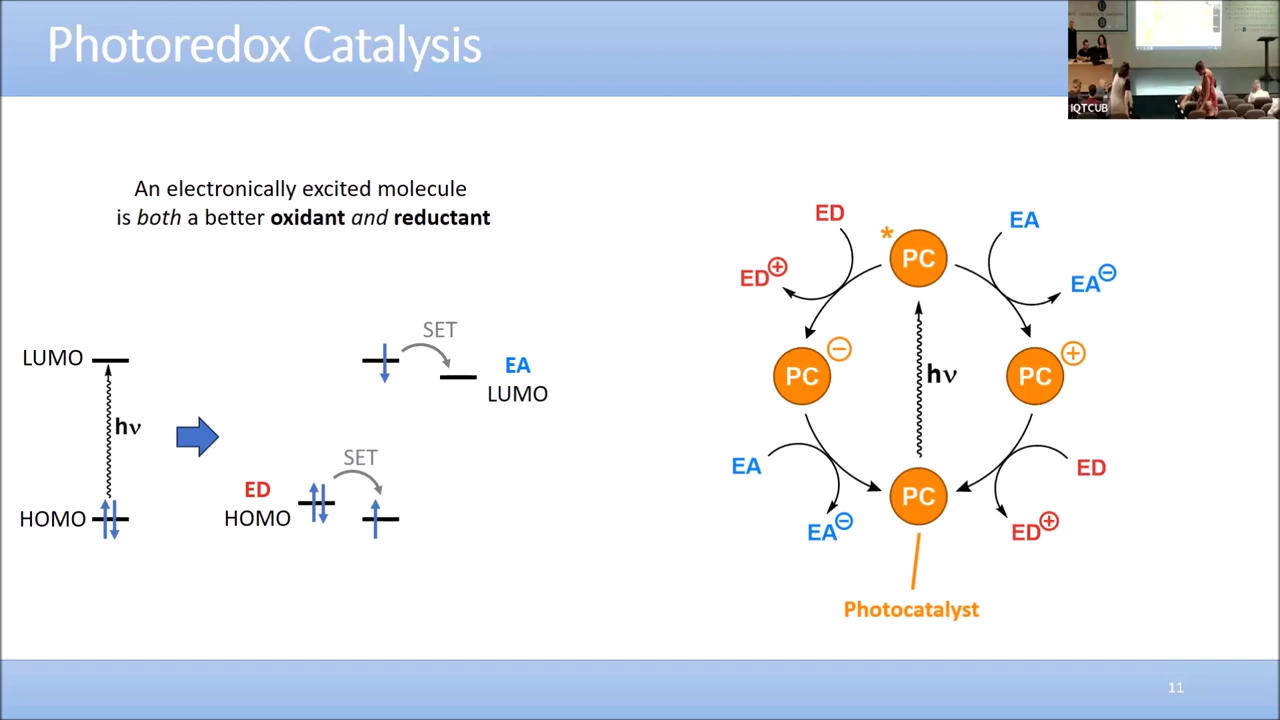 Photoredox Catalysis
IQTCUB
An electronically excited molecule
is both a better oxidant and reductant
LUMO
hν
HOMO
SET
EA
LUMO
SET
ED
HOMO
ED
* PC
EA
ED⊕
EA⊖
PC ⊖
hν
PC ⊕
EA
ED
PC
EA⊖
ED⊕
Photocatalyst
11